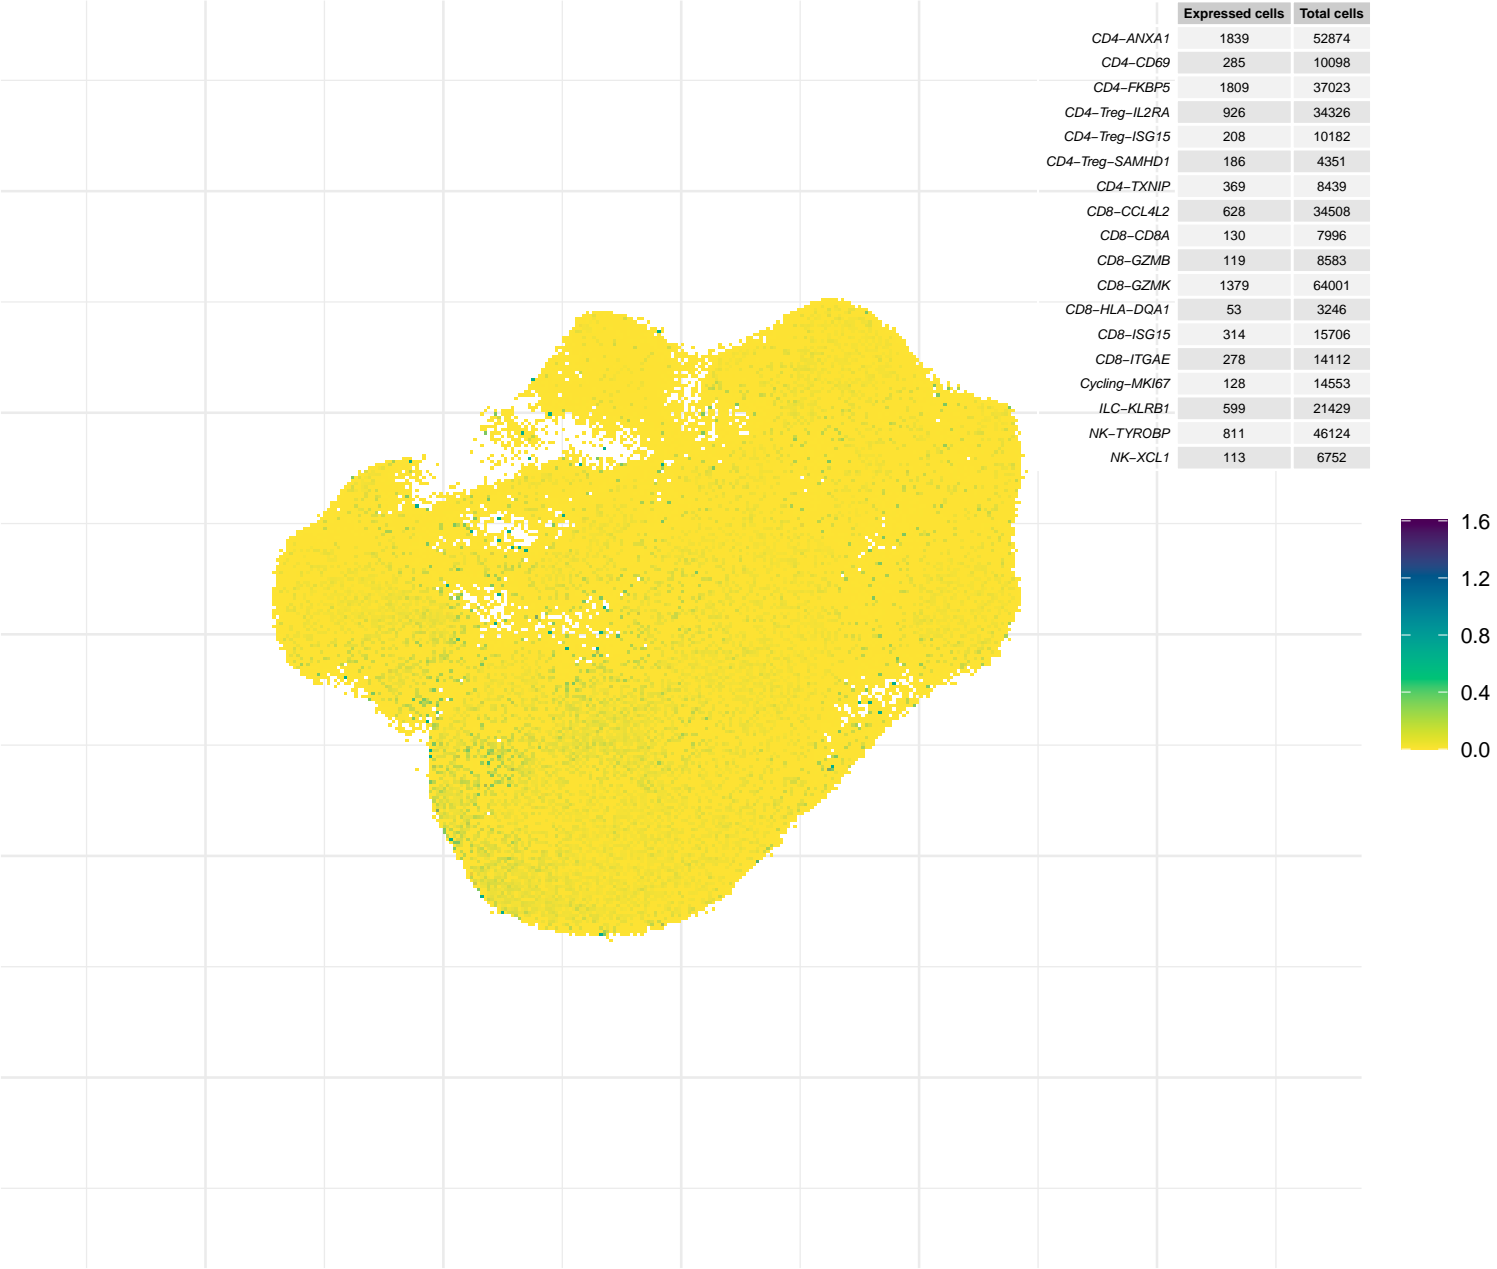 Expressed cells Total cells
CD4−ANXA1 1839 52874
CD4−CD69 285 10098
CD4−FKBP5 1809 37023
CD4−Treg−IL2RA 926 34326
CD4−Treg−ISG15 208 10182
CD4−Treg−SAMHD1 186 4351
CD4−TXNIP 369 8439
CD8−CCL4L2 628 34508
CD8−CD8A 130 7996
CD8−GZMB 119 8583
CD8−GZMK 1379 64001
CD8−HLA−DQA1 53 3246
CD8−ISG15 314 15706
CD8−ITGAE 278 14112
Cycling−MKI67 128 14553
ILC−KLRB1 599 21429
NK−TYROBP 811 46124
NK−XCL1 113 6752
1.6
1.2
0.8
0.4
0.0